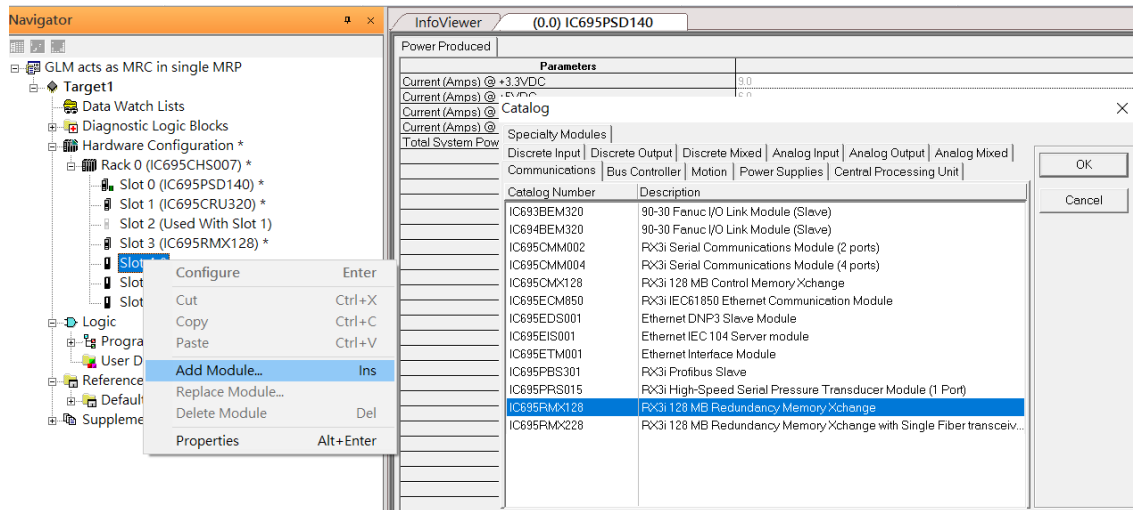 Navigator
GLM acts as MRC in single MRP
Target1
Data Watch Lists
Diagnostic Logic Blocks
Hardware Configuration *
Rack 0 (IC695CHS007) *
Slot 0 (IC695PSD140) *
Slot 1 (IC695CRU320) *
Slot 2 (Used With Slot 1)
Slot 3 (IC695RMX128) *
Slot
Slot
Logic
Progra
User D
Reference
Default
Suppleme
Configure Enter
Cut Ctrl+X
Copy Ctrl+C
Paste Ctrl+V
Add Module... Ins
Replace Module...
Delete Module Del
Properties Alt+Enter
InfoViewer (0.0) IC695PSD140
Power Produced
Parameters
Current (Amps) @ +3.3VDC 9.0
Current (Amps) @ +5VDC 6.0
Current (Amps) @
Current (Amps) @
Total System Pow
Catalog
Specialty Modules
Discrete Input Discrete Output Discrete Mixed Analog Input Analog Output Analog Mixed
Communications Bus Controller Motion Power Supplies Central Processing Unit
Catalog Number Description
IC693BEM320 90-30 Fanuc I/O Link Module (Slave)
IC694BEM320 90-30 Fanuc I/O Link Module (Slave)
IC695CMM002 RX3i Serial Communications Module (2 ports)
IC695CMM004 RX3i Serial Communications Module (4 ports)
IC695CMX128 RX3i 128 MB Control Memory Xchange
IC695ECM850 RX3i IEC61850 Ethernet Communication Module
IC695EDS001 Ethernet DNP3 Slave Module
IC695EIS001 Ethernet IEC 104 Server module
IC695ETM001 Ethernet Interface Module
IC695PBS301 RX3i Profibus Slave
IC695PRS015 RX3i High-Speed Serial Pressure Transducer Module (1 Port)
IC695RMX128 RX3i 128 MB Redundancy Memory Xchange
IC695RMX228 RX3i 128 MB Redundancy Memory Xchange with Single Fiber transceiv...
OK
Cancel